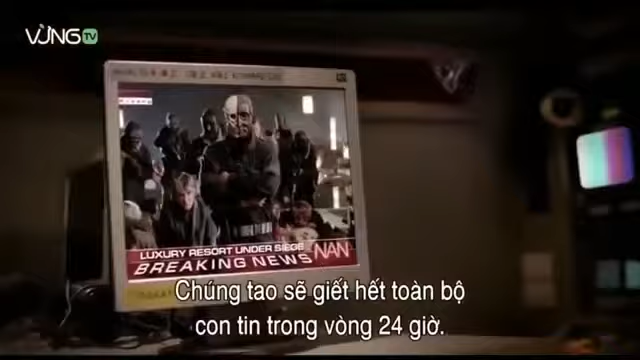 VỪNG TV
LUXURY RESORT UNDER SIEGE
BREAKING NEWS NAN
Chúng tao sẽ giết hết toàn bộ
con tin trong vòng 24 giờ.